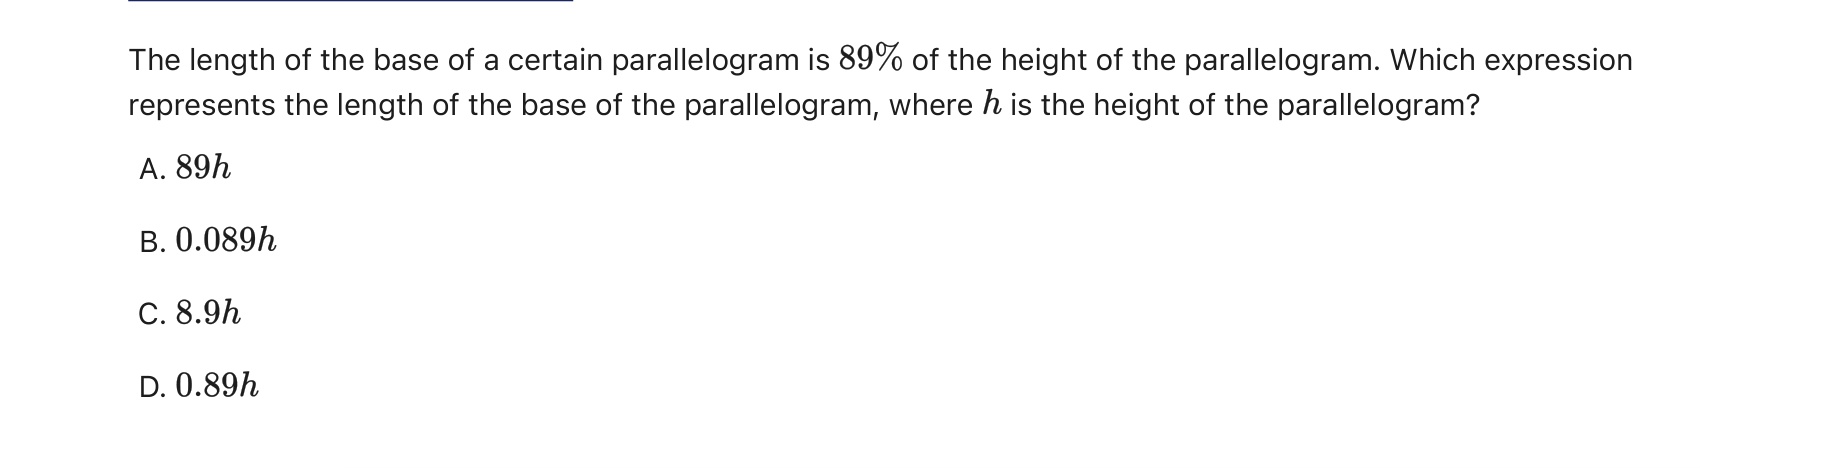 The length of the base of a certain parallelogram is 89% of the height of the parallelogram. Which expression
represents the length of the base of the parallelogram, where h is the height of the parallelogram?
A. 89h
B. 0.089h
C. 8.9h
D. 0.89h